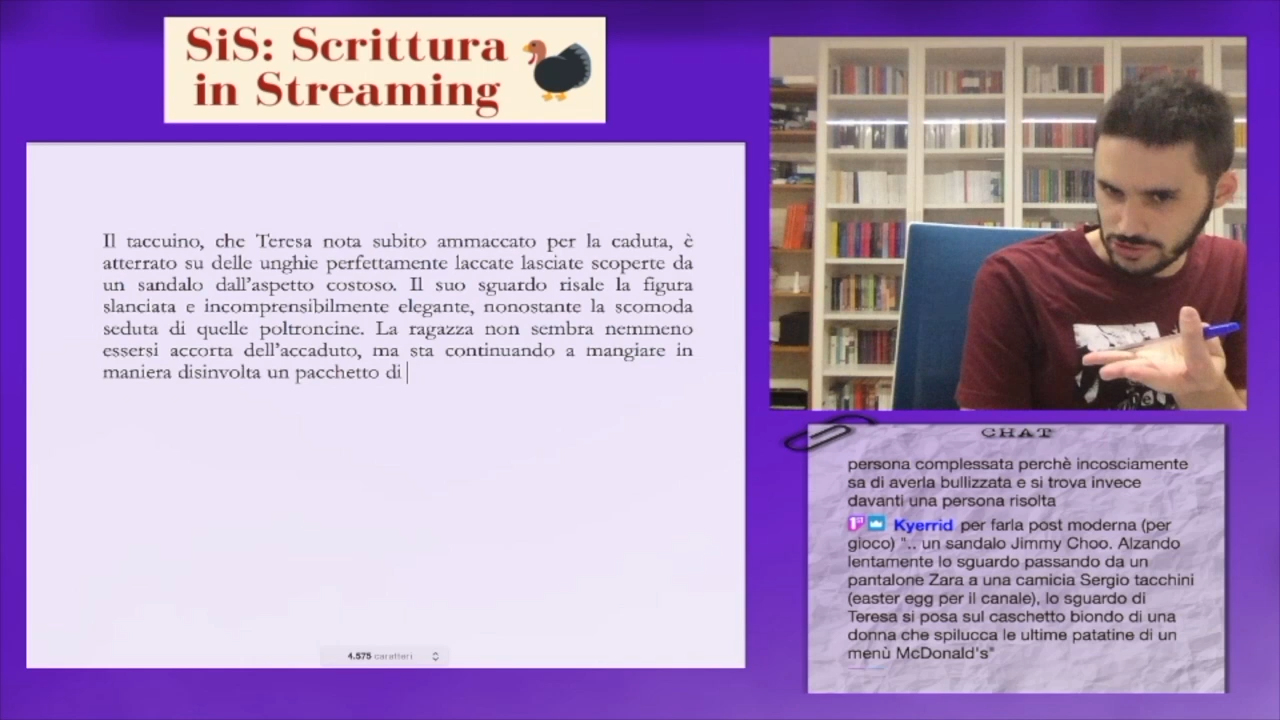 SiS: Scrittura
in Streaming
Il taccuino, che Teresa nota subito ammaccato per la caduta, è
atterrato su delle unghie perfettamente laccate lasciate scoperte da
un sandalo dall'aspetto costoso. Il suo sguardo risale la figura
slanciata e incomprensibilmente elegante, nonostante la scomoda
seduta di quelle poltroncine. La ragazza non sembra nemmeno
essersi accorta dell'accaduto, ma sta continuando a mangiare in
maniera disinvolta un pacchetto di
4.575 caratteri
CHAT
persona complessata perchè incosciamente
sa di averla bullizzata e si trova invece
davanti una persona risolta
1ST Kyerrid per farla post moderna (per
gioco) ".. un sandalo Jimmy Choo. Alzando
lentamente lo sguardo passando da un
pantalone Zara a una camicia Sergio tacchini
(easter egg per il canale), lo sguardo di
Teresa si posa sul caschetto biondo di una
donna che spilucca le ultime patatine di un
menù McDonald's"